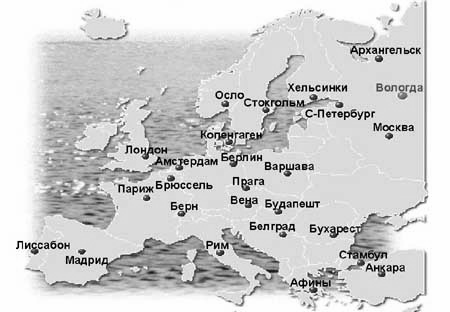 Архангельск
Вологда
Хельсинки
Осло
Стокгольм
С-Петербург
Москва
Копенгаген
Лондон
Амстердам
Берлин
Варшава
Брюссель
Прага
Париж
Вена
Берн
Будапешт
Белград
Бухарест
Лиссабон
Мадрид
Рим
Стамбул
Анкара
Афины